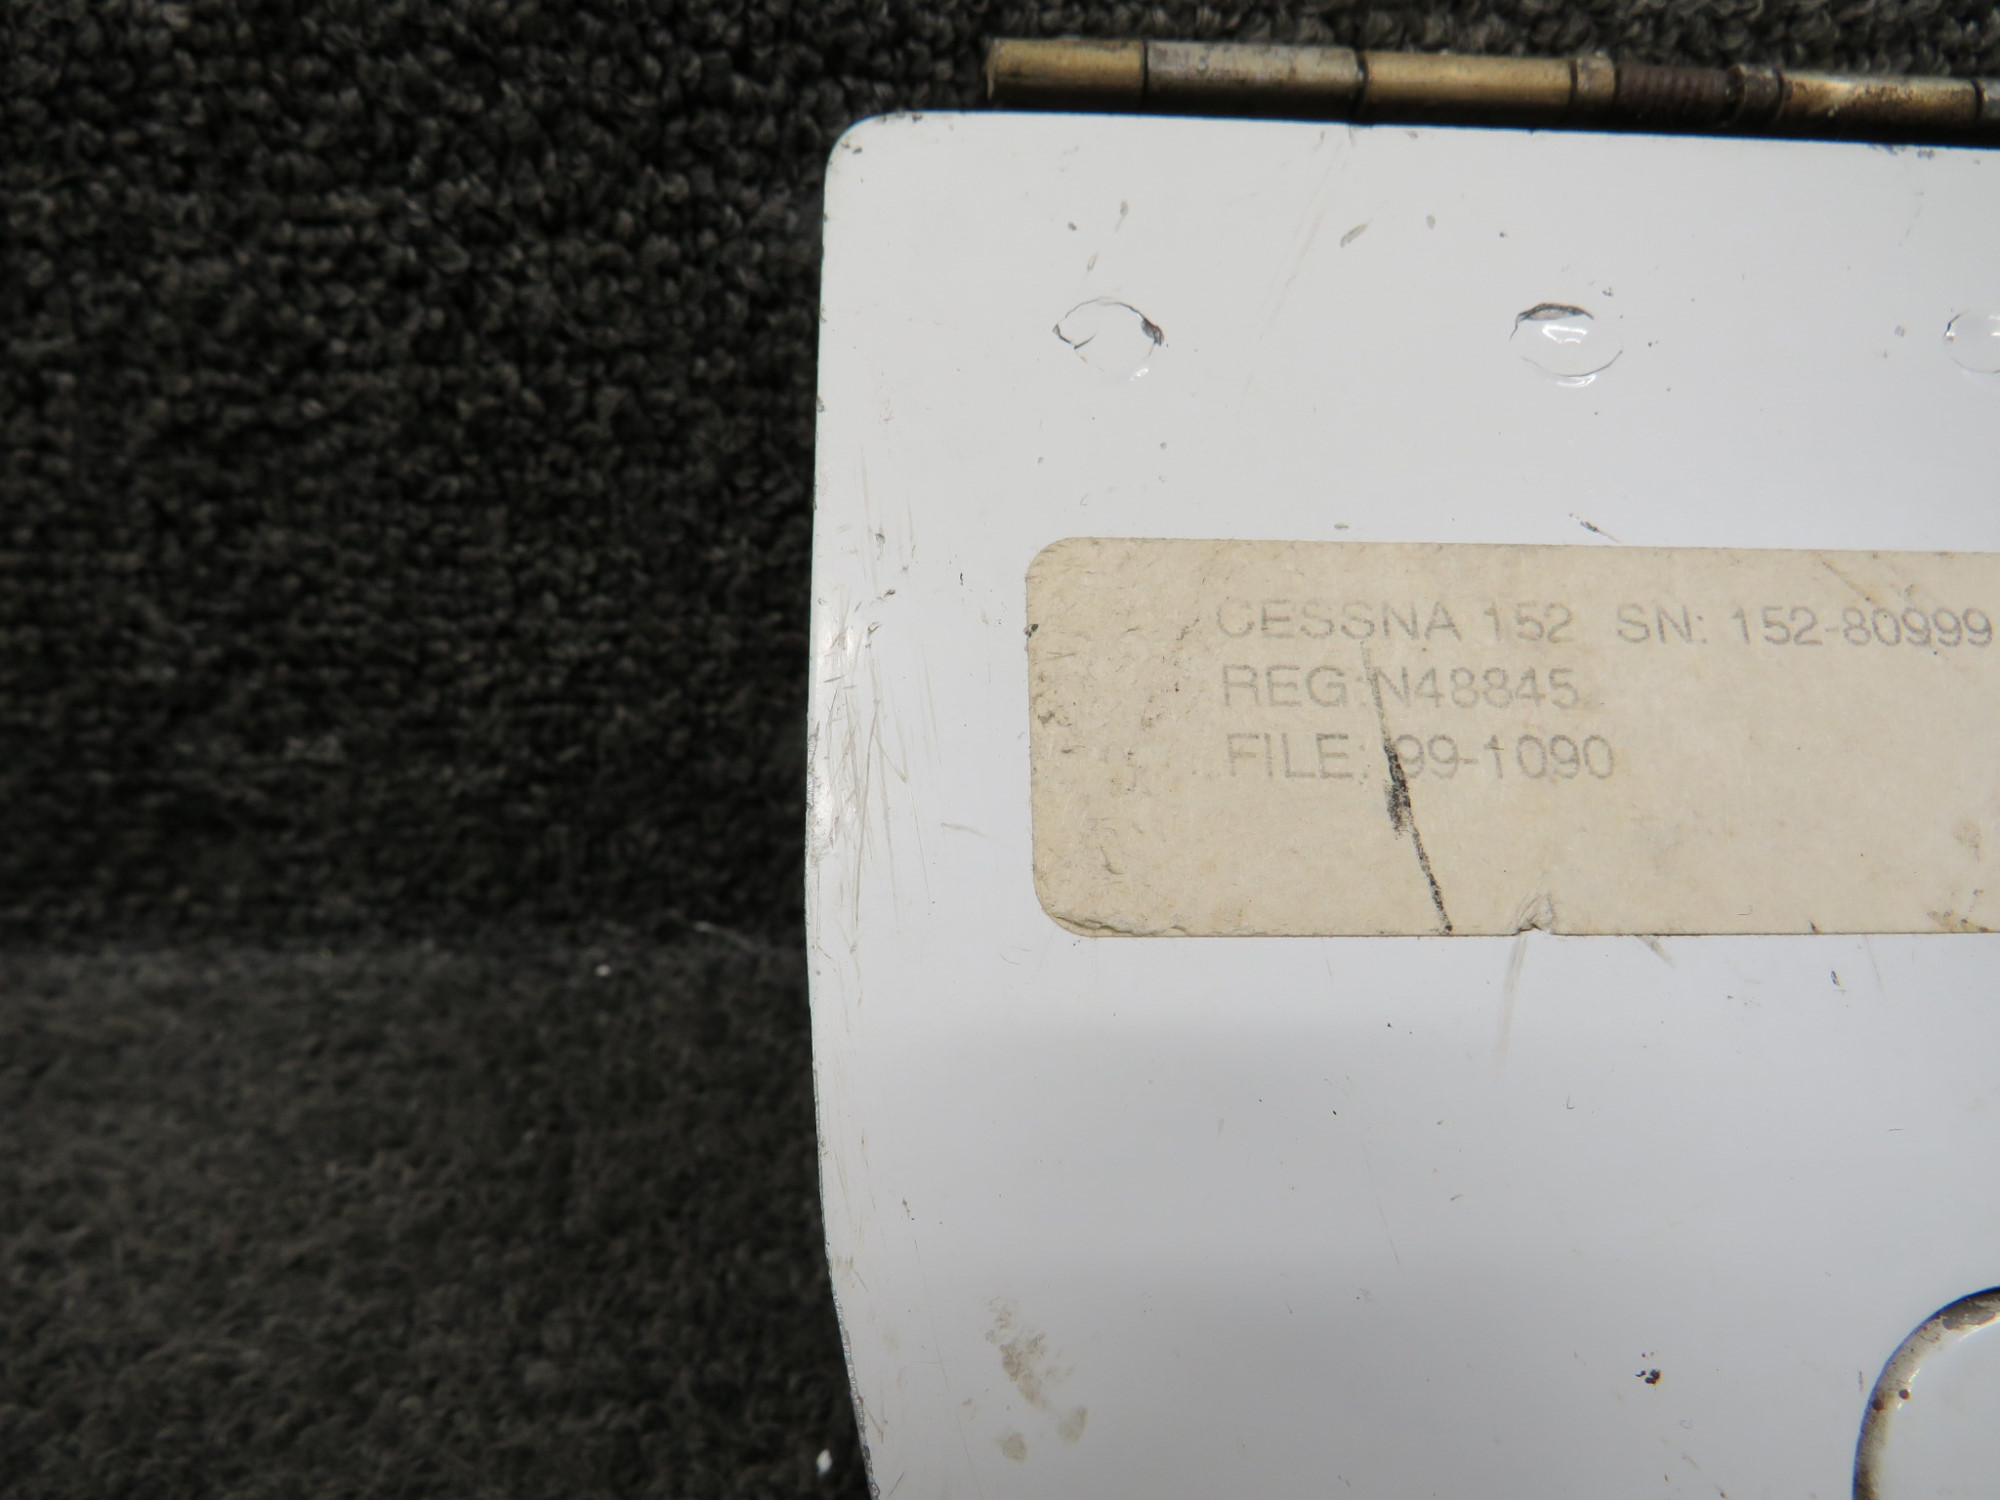 CESSNA 152 SN: 152-80999
REG: N48845
FILE: 99-1090